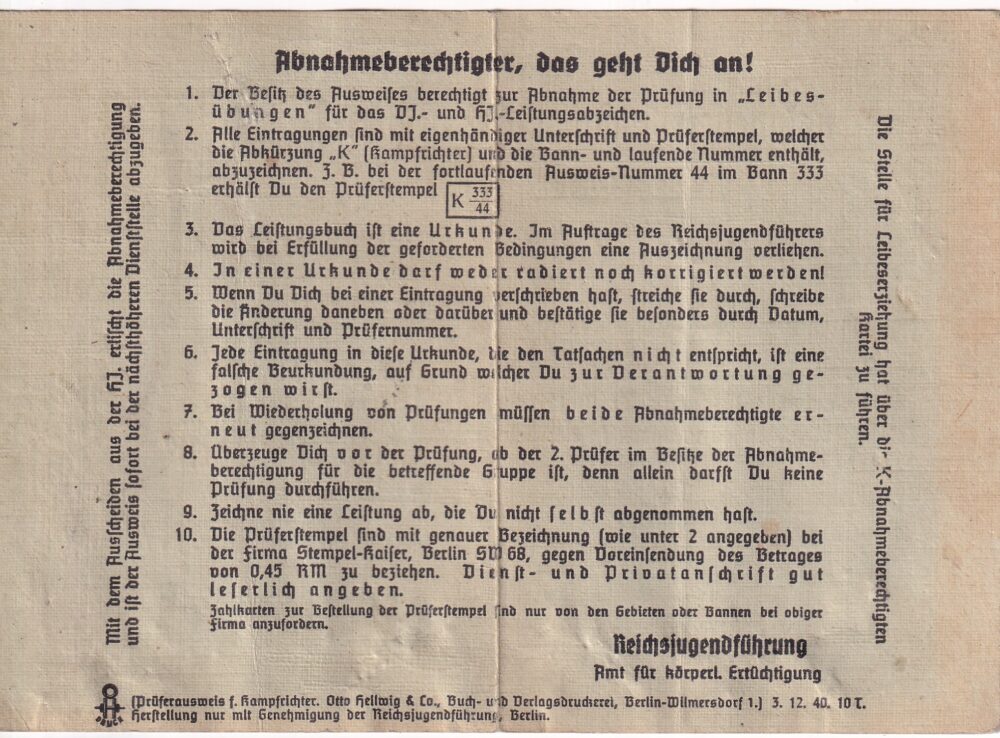 Abnahmeberechtigter, das geht Dich an!
1. Der Besitz des Ausweises berechtigt zur Abnahme der Prüfung in „Leibes-
übungen" für das DJ.- und HJ.-Leistungsabzeichen.
2. Alle Eintragungen sind mit eigenhändiger Unterschrift und Prüferstempel, welcher
die Abkürzung „K" (Kampfrichter) und die Bann- und laufende Nummer enthält,
abzuzeichnen. Z. B. bei der fortlaufenden Ausweis-Nummer 44 im Bann 333
erhälst Du den Prüferstempel K 333/44
3. Das Leistungsbuch ist eine Urkunde. Im Auftrage des Reichsjugendführers
wird bei Erfüllung der geforderten Bedingungen eine Auszeichnung verliehen.
4. In einer Urkunde darf weder radiert noch korrigiert werden!
5. Wenn Du Dich bei einer Eintragung verschrieben hast, streiche sie durch, schreibe
die Änderung daneben oder darüber und bestätige sie besonders durch Datum,
Unterschrift und Prüfernummer.
6. Jede Eintragung in diese Urkunde, die den Tatsachen nicht entspricht, ist eine
falsche Beurkundung, auf Grund welcher Du zur Verantwortung ge-
zogen wirst.
7. Bei Wiederholung von Prüfungen müssen beide Abnahmeberechtigte er-
neut gegenzeichnen.
8. Überzeuge Dich vor der Prüfung, ob der 2. Prüfer im Besitze der Abnahme-
berechtigung für die betreffende Gruppe ist, denn allein darfst Du keine
Prüfung durchführen.
9. Zeichne nie eine Leistung ab, die Du nicht selbst abgenommen hast.
10. Die Prüferstempel sind mit genauer Bezeichnung (wie unter 2 angegeben) bei
der Firma Stempel-Kaiser, Berlin SW 68, gegen Voreinsendung des Betrages
von 0,45 RM zu beziehen. Dienst- und Privatanschrift gut
leserlich angeben.
Zahlkarten zur Bestellung der Prüferstempel sind nur von den Gebieten oder Bannen bei obiger
Firma anzufordern.
Reichsjugendführung
Amt für körperl. Ertüchtigung
Mit dem Ausscheiden aus der HJ. erlischt die Abnahmeberechtigung
und ist der Ausweis sofort bei der nächsthöheren Dienststelle abzugeben.
Die Stelle für Leibeserziehung hat über die K-Abnahmeberechtigten
Kartei zu führen.
DRUCK
(Prüferausweis f. Kampfrichter. Otto Hellwig & Co., Buch- und Verlagsdruckerei, Berlin-Wilmersdorf 1.) 3. 12. 40. 10 T.
Herstellung nur mit Genehmigung der Reichsjugendführung, Berlin.